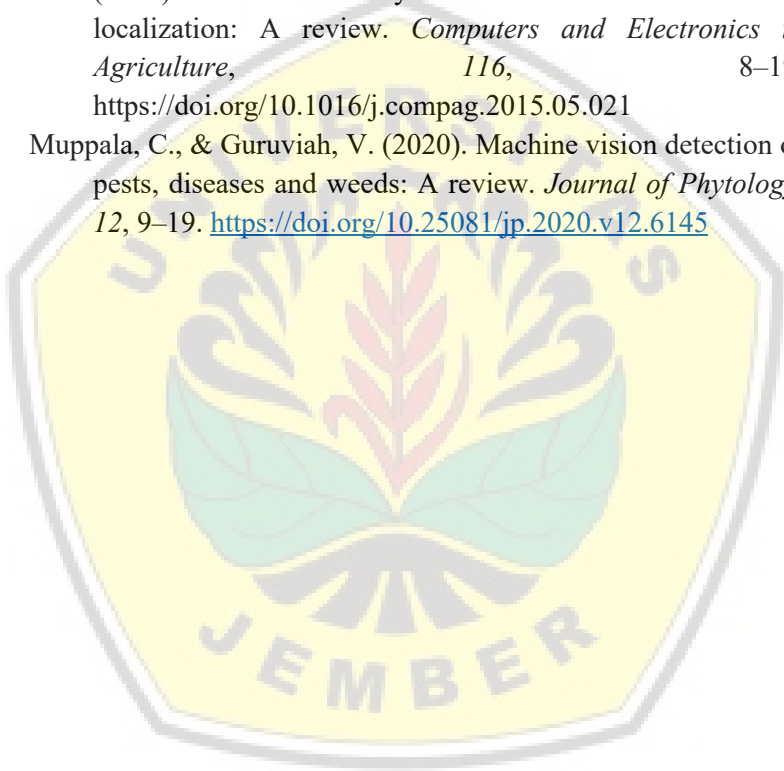 localization: A review. Computers and Electronics
Agriculture, 116, 8–1
https://doi.org/10.1016/j.compag.2015.05.021
Muppala, C., & Guruviah, V. (2020). Machine vision detection
pests, diseases and weeds: A review. Journal of Phytology
12, 9–19. https://doi.org/10.25081/jp.2020.v12.6145
UNIVERSITAS
JEMBER